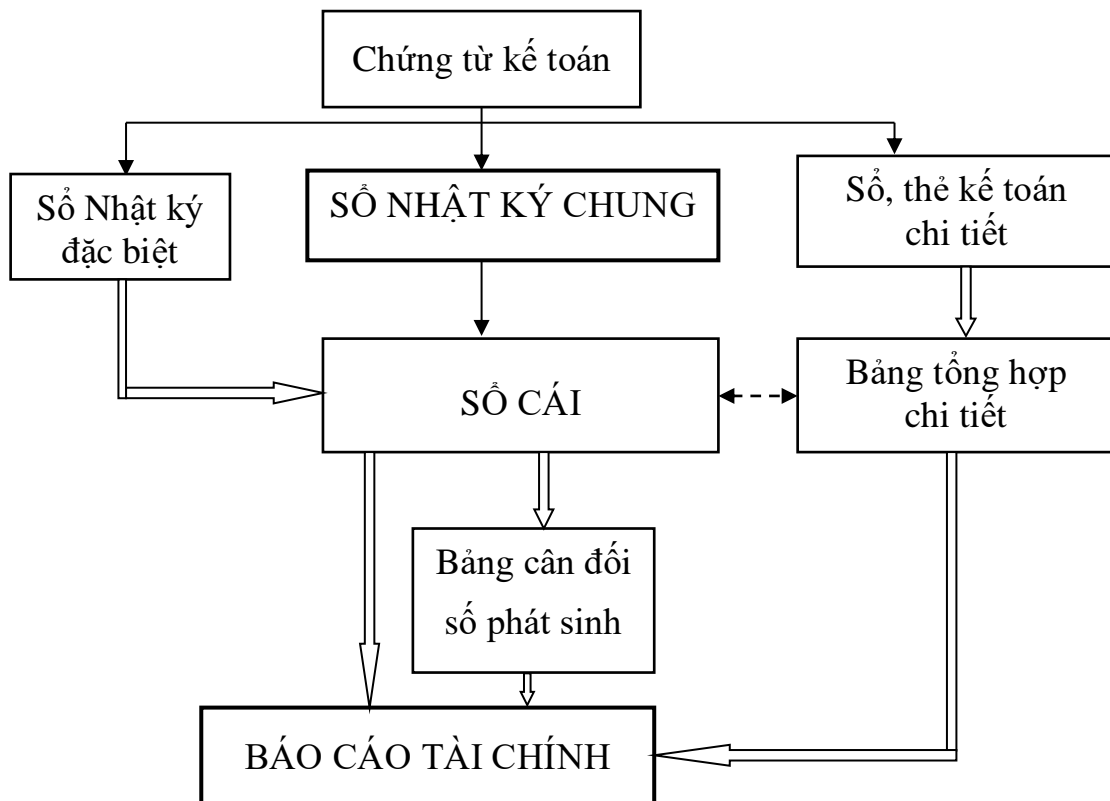 Chứng từ kế toán
Sổ Nhật ký
đặc biệt
SỔ NHẬT KÝ CHUNG
Sổ, thẻ kế toán
chi tiết
SỔ CÁI
Bảng tổng hợp
chi tiết
Bảng cân đối
số phát sinh
BÁO CÁO TÀI CHÍNH